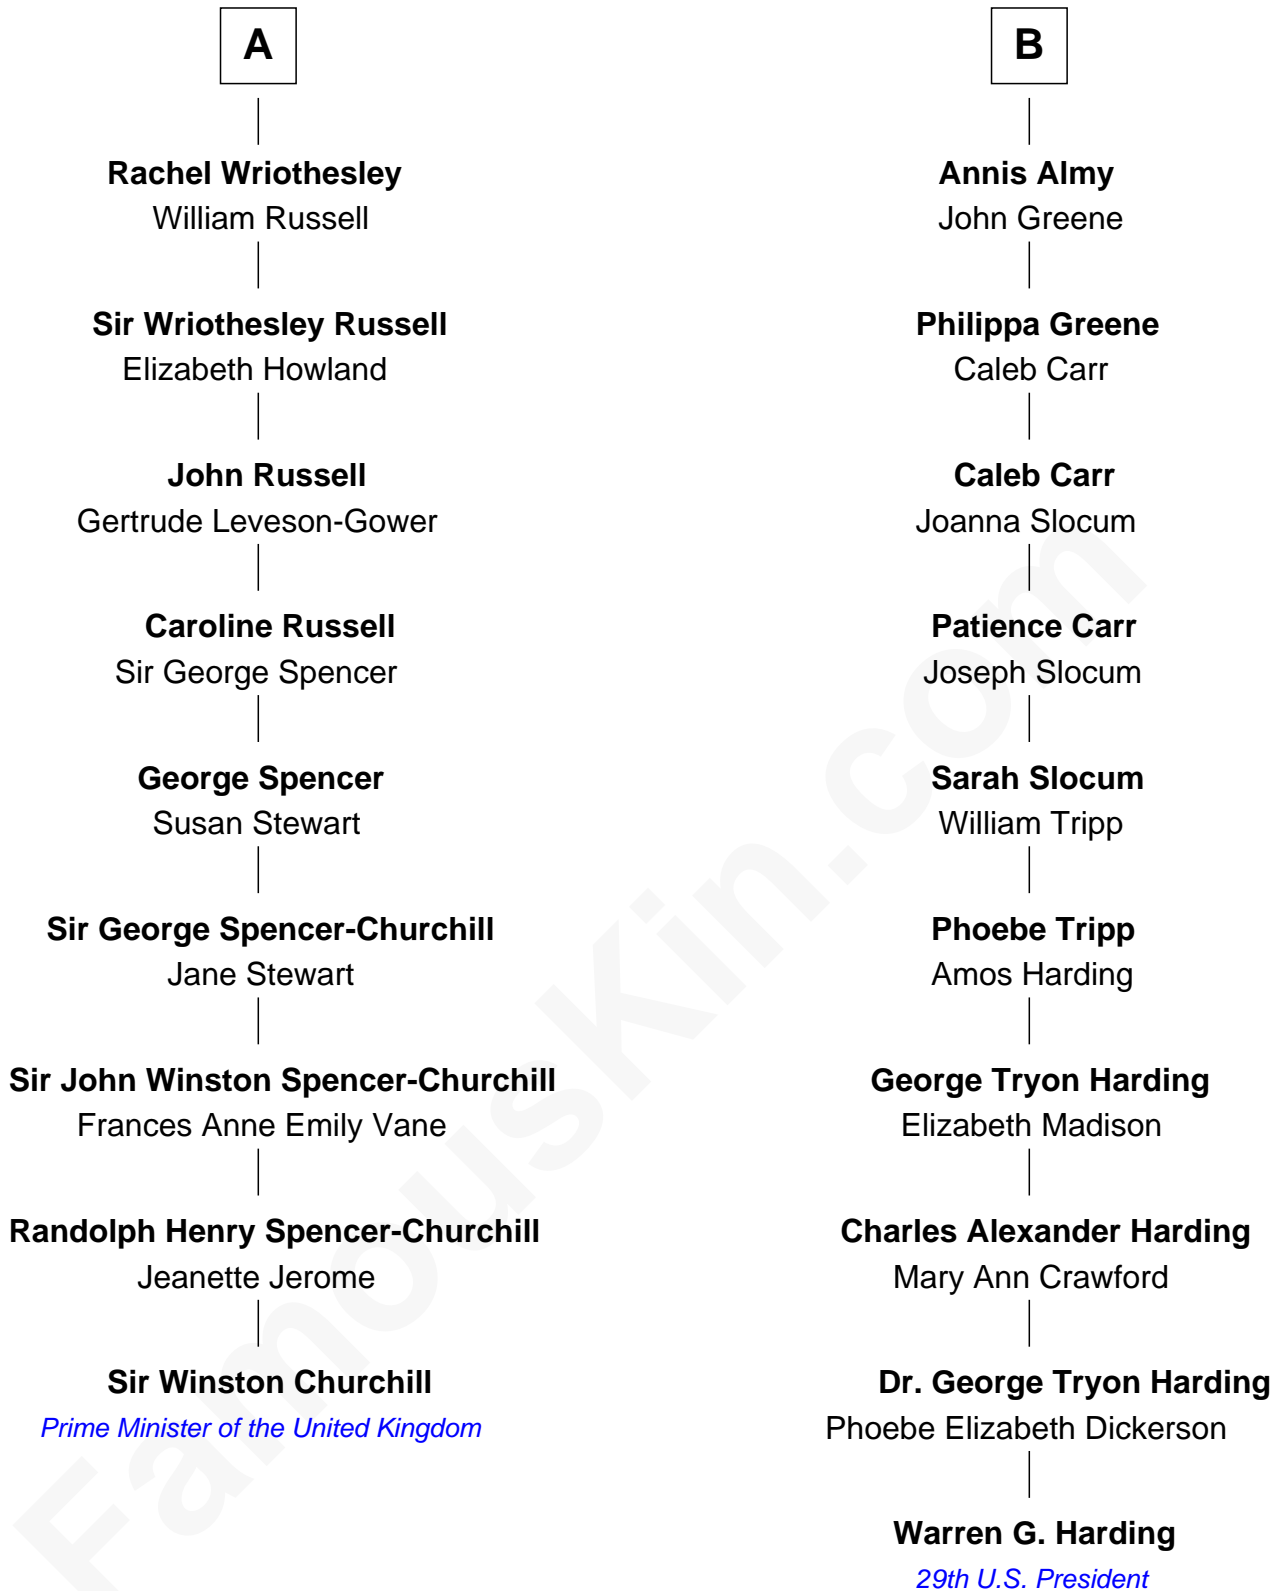 A
Rachel Wriothesley
William Russell
Sir Wriothesley Russell
Elizabeth Howland
John Russell
Gertrude Leveson-Gower
Caroline Russell
Sir George Spencer
George Spencer
Susan Stewart
Sir George Spencer-Churchill
Jane Stewart
Sir John Winston Spencer-Churchill
Frances Anne Emily Vane
Randolph Henry Spencer-Churchill
Jeanette Jerome
Sir Winston Churchill
Prime Minister of the United Kingdom
B
Annis Almy
John Greene
Philippa Greene
Caleb Carr
Caleb Carr
Joanna Slocum
Patience Carr
Joseph Slocum
Sarah Slocum
William Tripp
Phoebe Tripp
Amos Harding
George Tryon Harding
Elizabeth Madison
Charles Alexander Harding
Mary Ann Crawford
Dr. George Tryon Harding
Phoebe Elizabeth Dickerson
Warren G. Harding
29th U.S. President
FamousKin.com